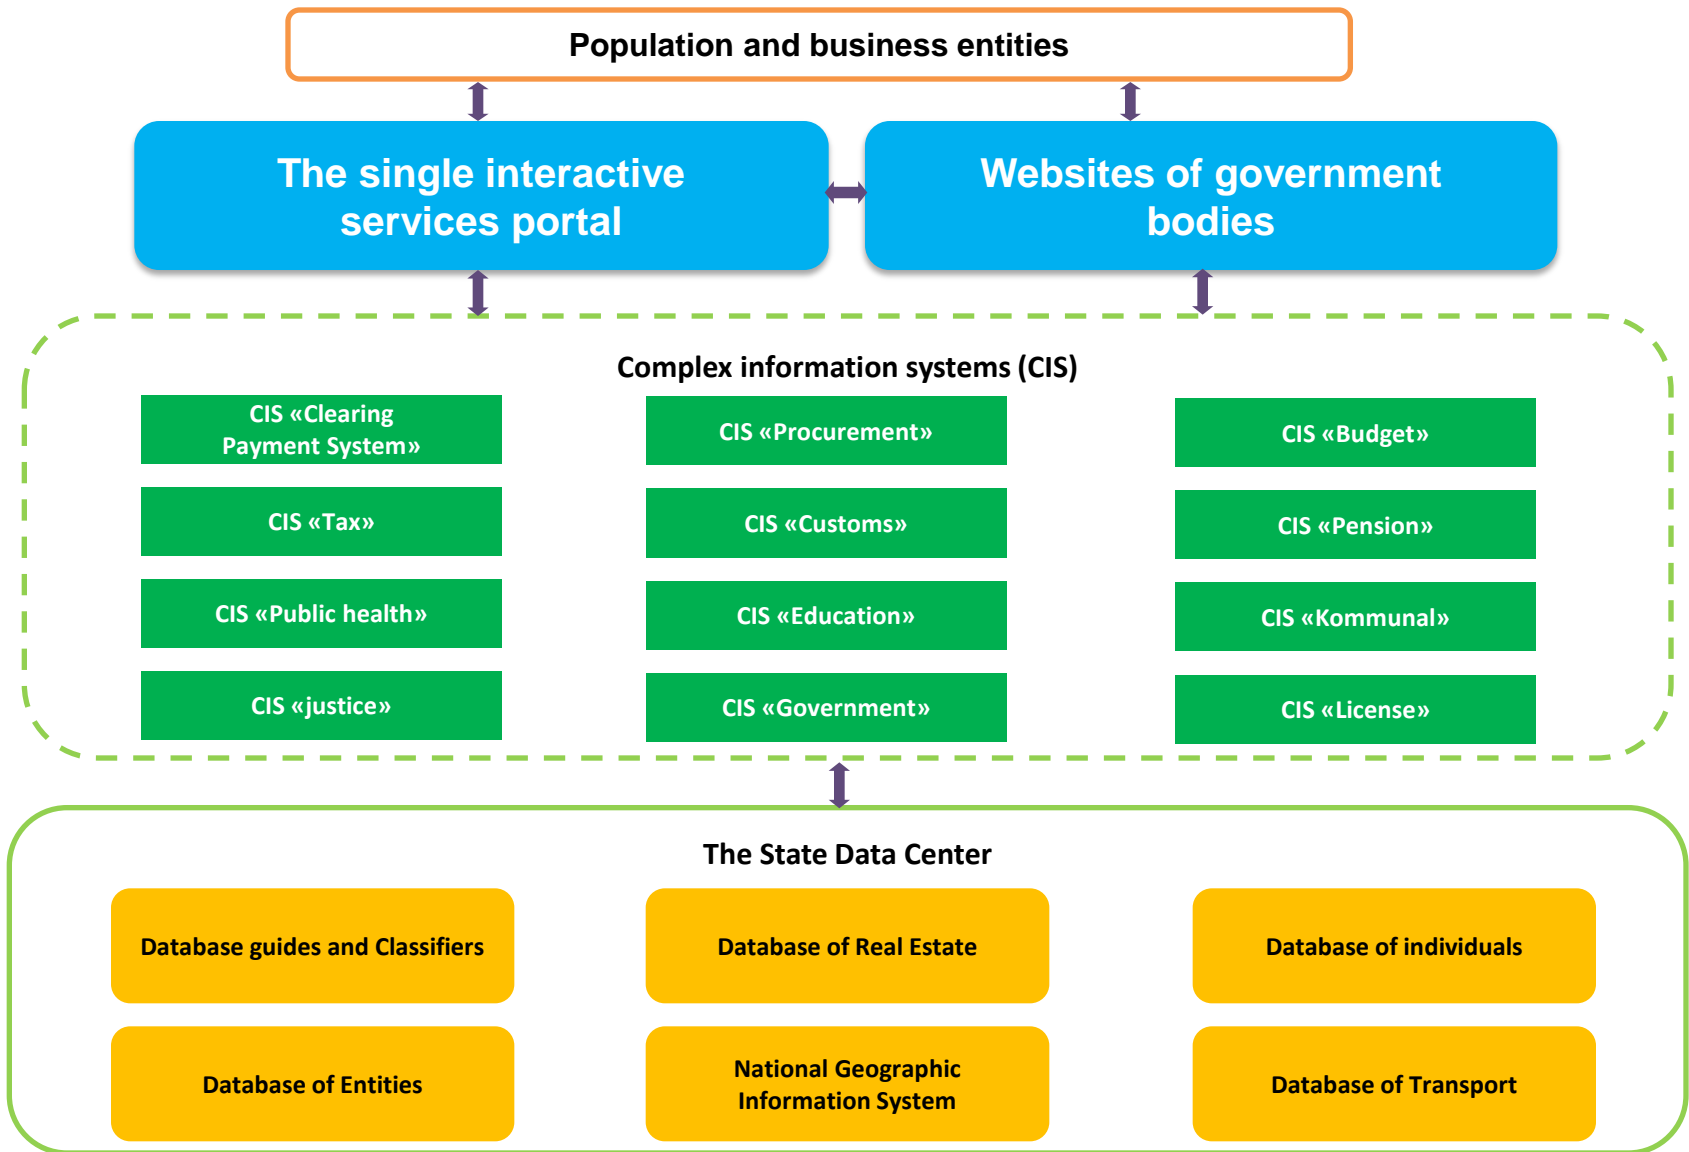 Population and business entities
The single interactive
services portal
Websites of government
bodies
Complex information systems (CIS)
CIS «Clearing
Payment System»
CIS «Procurement»
CIS «Budget»
CIS «Tax»
CIS «Customs»
CIS «Pension»
CIS «Public health»
CIS «Education»
CIS «Kommunal»
CIS «justice»
CIS «Government»
CIS «License»
The State Data Center
Database guides and Classifiers
Database of Real Estate
Database of individuals
Database of Entities
National Geographic
Information System
Database of Transport